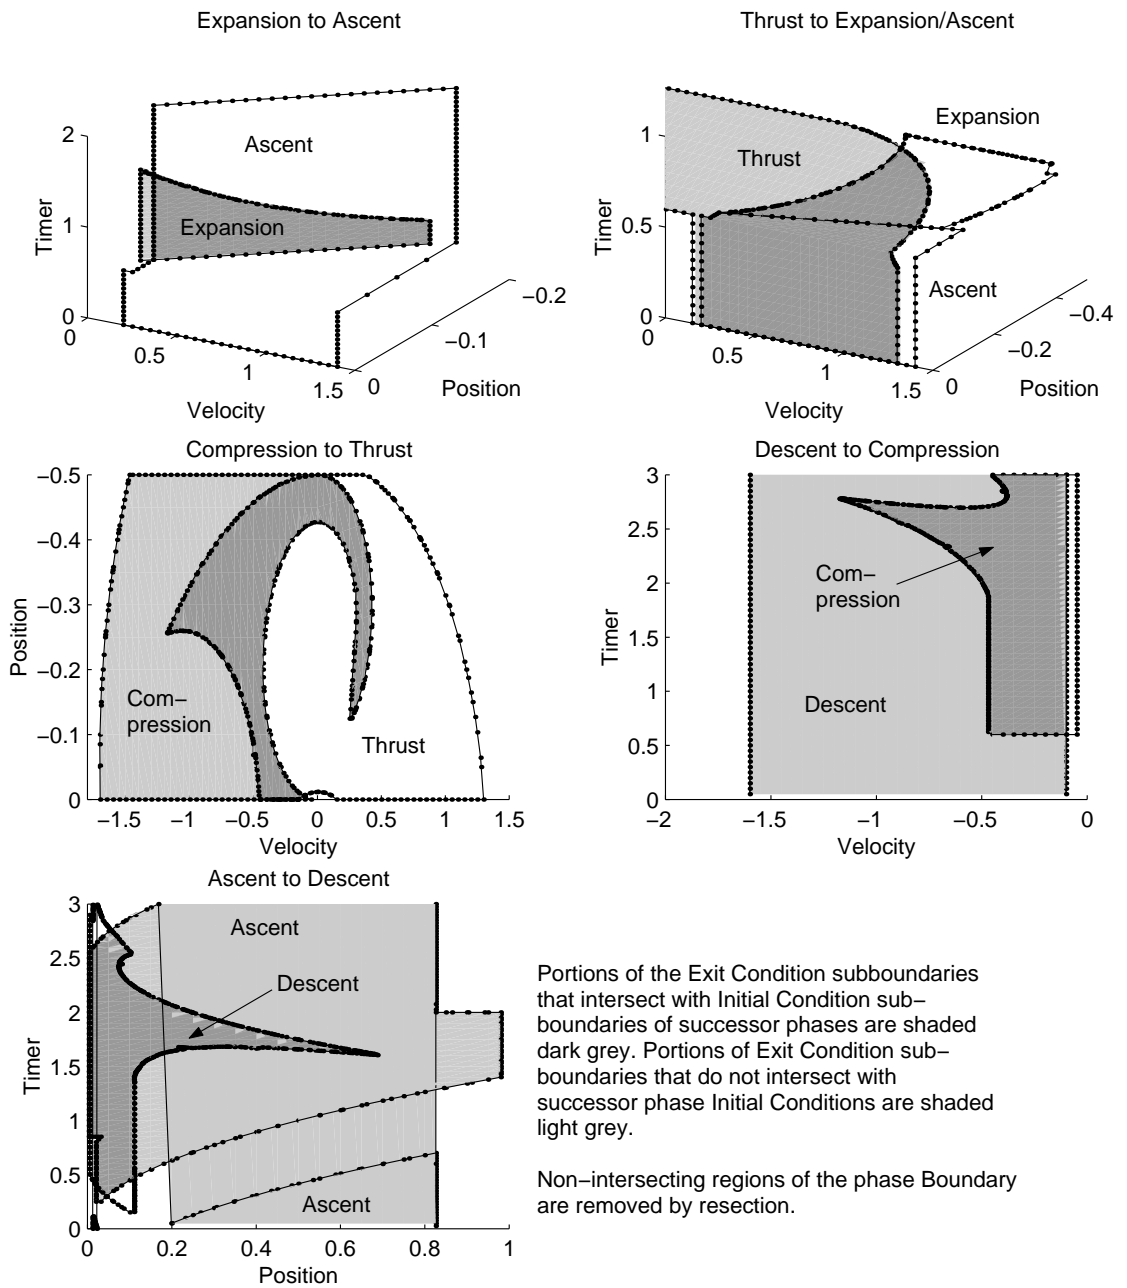 Expansion to Ascent
Thrust to Expansion/Ascent
2
1
0
Timer
0
0.5
1
1.5
Velocity
0
−0.1
−0.2
Position
Ascent
Expansion
1
0.5
0
Timer
0
0.5
1
1.5
Velocity
0
−0.2
−0.4
Position
Thrust
Expansion
Ascent
Compression to Thrust
Descent to Compression
−0.5
−0.4
−0.3
−0.2
−0.1
0
Position
Com−
pression
Thrust
−1.5
−1
−0.5
0
0.5
1
1.5
Velocity
3
2.5
2
1.5
1
0.5
0
Timer
Com−
pression
Descent
−2
−1.5
−1
−0.5
0
Velocity
Ascent to Descent
3
2.5
2
1.5
1
0.5
0
Timer
Ascent
Descent
Ascent
0
0.2
0.4
0.6
0.8
1
Position
Portions of the Exit Condition subboundaries
that intersect with Initial Condition sub−
boundaries of successor phases are shaded
dark grey. Portions of Exit Condition sub−
boundaries that do not intersect with
successor phase Initial Conditions are shaded
light grey.
Non−intersecting regions of the phase Boundary
are removed by resection.